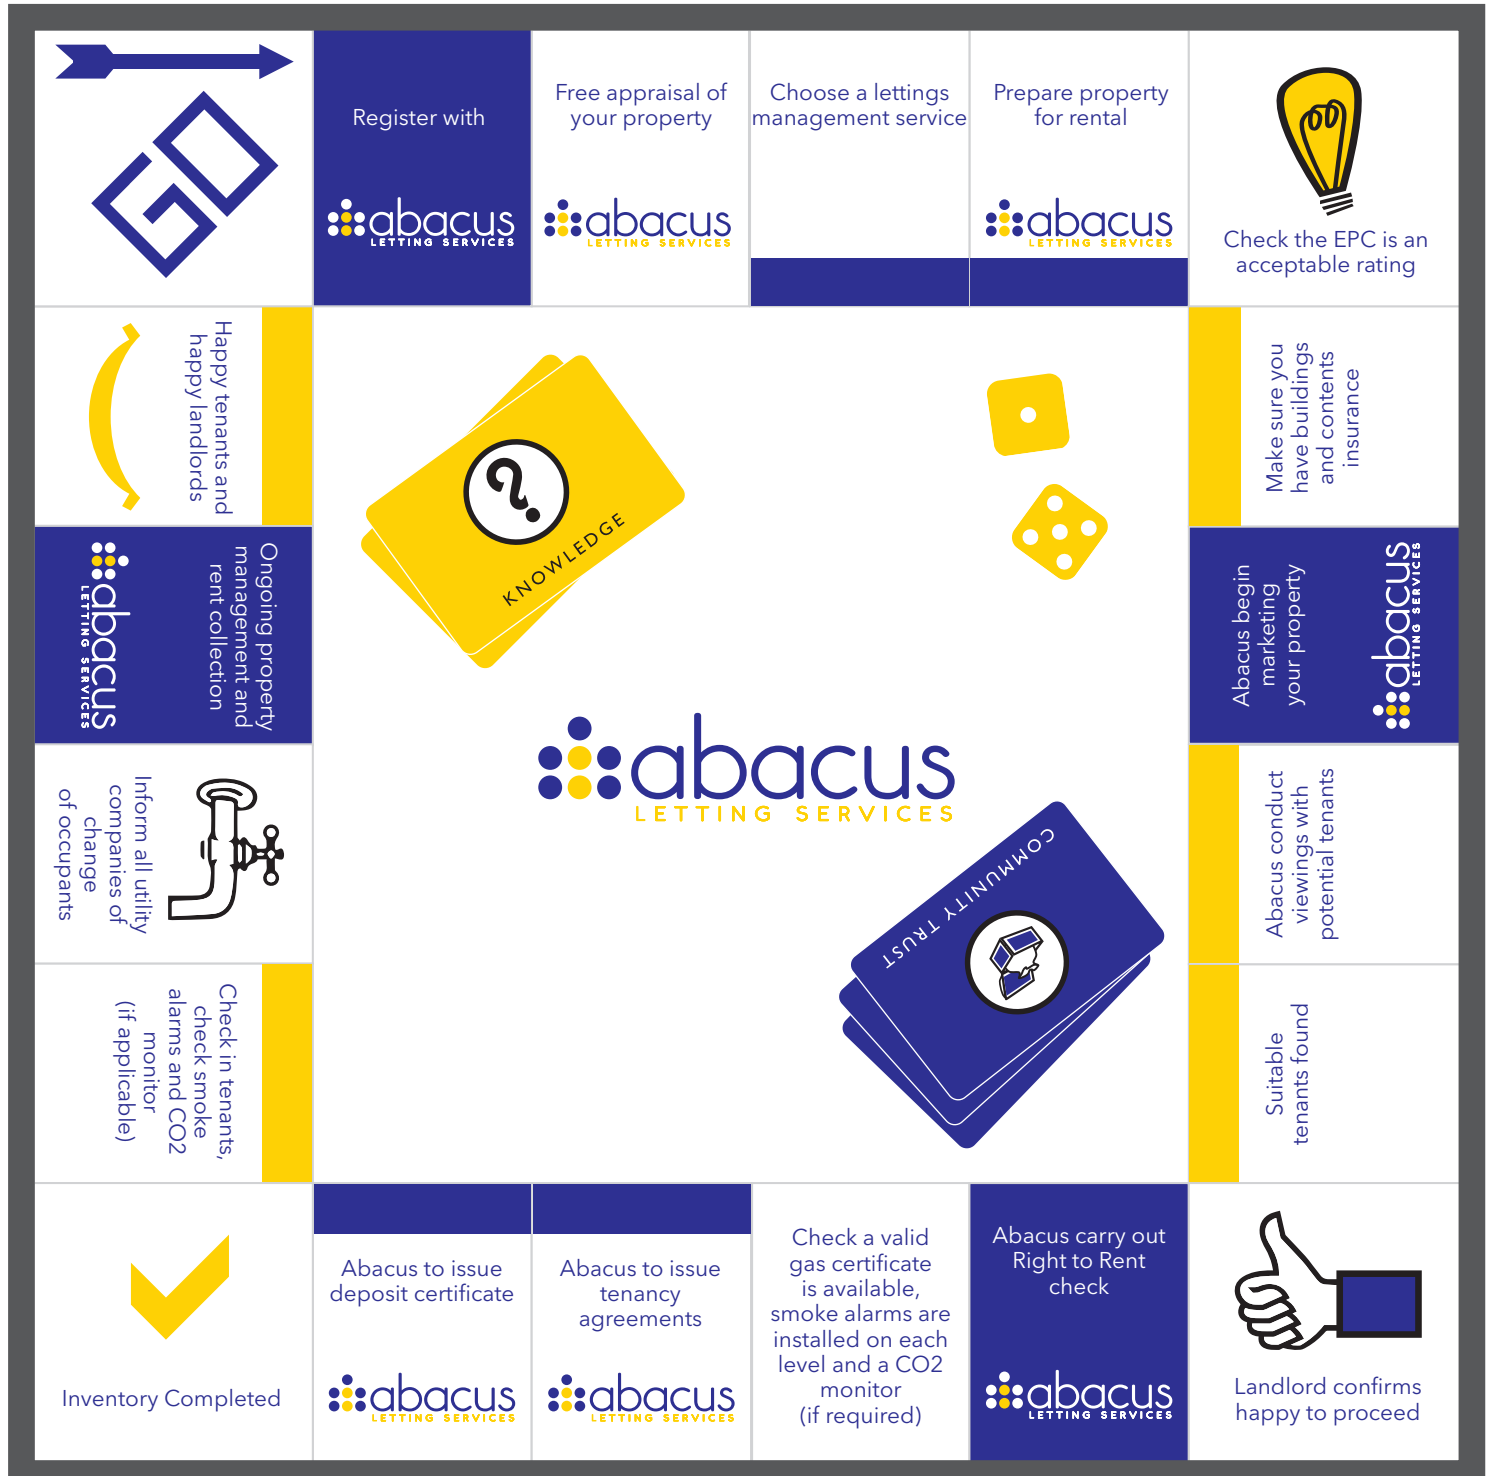 GO
Register with
abacus
LETTING SERVICES
Free appraisal of
your property
abacus
LETTING SERVICES
Choose a lettings
management service
Prepare property
for rental
abacus
LETTING SERVICES
Check the EPC is an
acceptable rating
Make sure you
have buildings
and contents
insurance
Abacus begin
marketing
your property
abacus
LETTING SERVICES
Abacus conduct
viewings with
potential tenants
Suitable
tenants found
Landlord confirms
happy to proceed
Abacus carry out
Right to Rent
check
abacus
LETTING SERVICES
Check a valid
gas certificate
is available,
smoke alarms are
installed on each
level and a CO2
monitor
(if required)
Abacus to issue
tenancy
agreements
abacus
LETTING SERVICES
Abacus to issue
deposit certificate
abacus
LETTING SERVICES
Inventory Completed
Check in tenants,
check smoke
alarms and CO2
monitor
(if applicable)
Inform all utility
companies of
change
of occupants
Ongoing property
management and
rent collection
abacus
LETTING SERVICES
Happy tenants and
happy landlords
?
KNOWLEDGE
abacus
LETTING SERVICES
COMMUNITY TRUST